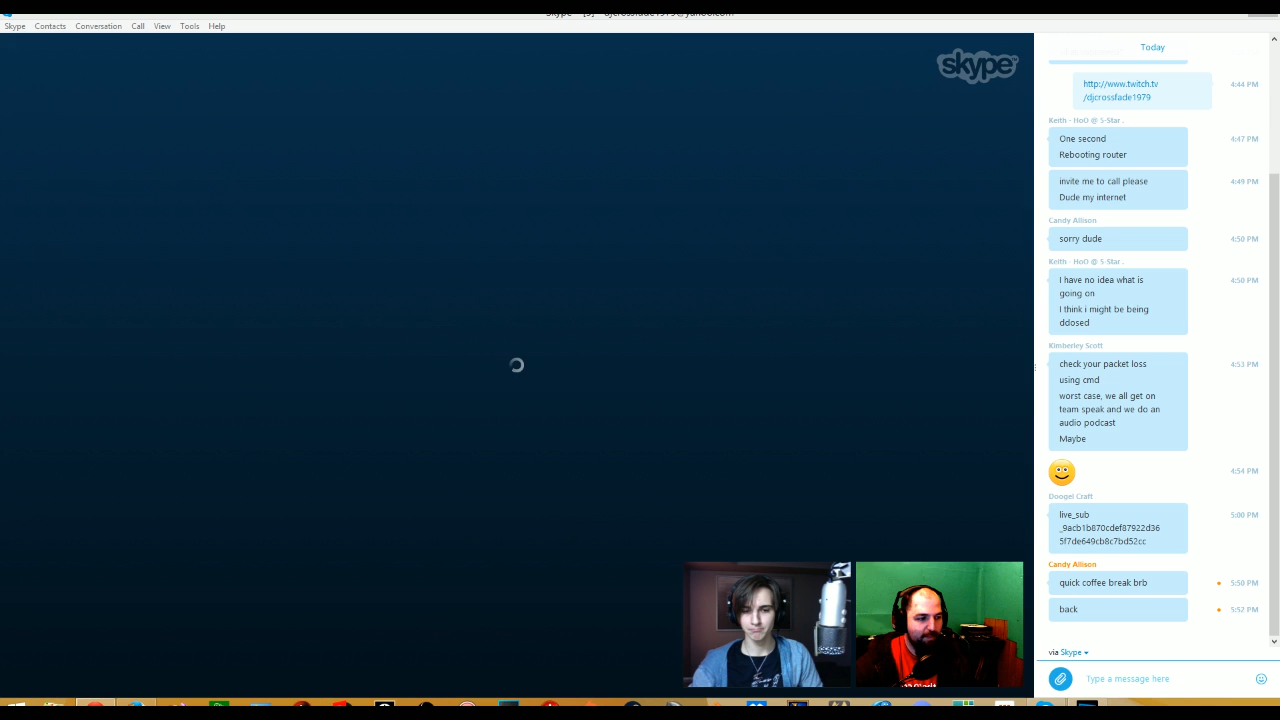 Skype Contacts Conversation Call View Tools Help
skype
Today
http://www.twitch.tv
/djcrossfade1979
4:44 PM
Keith - HoO @ 5-Star .
One second
4:47 PM
Rebooting router
invite me to call please
4:49 PM
Dude my internet
Candy Allison
sorry dude
4:50 PM
Keith - HoO @ 5-Star .
I have no idea what is
4:50 PM
going on
I think i might be being
ddosed
Kimberley Scott
check your packet loss
4:53 PM
using cmd
worst case, we all get on
team speak and we do an
audio podcast
Maybe
4:54 PM
Doogel Craft
live_sub
5:00 PM
_9acb1b870cdef87922d36
5f7de649cb8c7bd52cc
Candy Allison
quick coffee break brb
5:50 PM
back
5:52 PM
via Skype
Type a message here